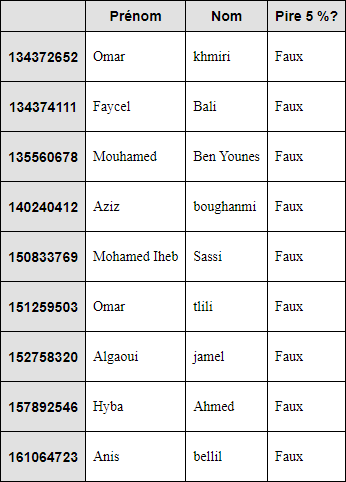 Prénom Nom Pire 5 %?
134372652 Omar khmiri Faux
134374111 Faycel Bali Faux
135560678 Mouhamed Ben Younes Faux
140240412 Aziz boughanmi Faux
150833769 Mohamed Iheb Sassi Faux
151259503 Omar tlili Faux
152758320 Algaoui jamel Faux
157892546 Hyba Ahmed Faux
161064723 Anis bellil Faux